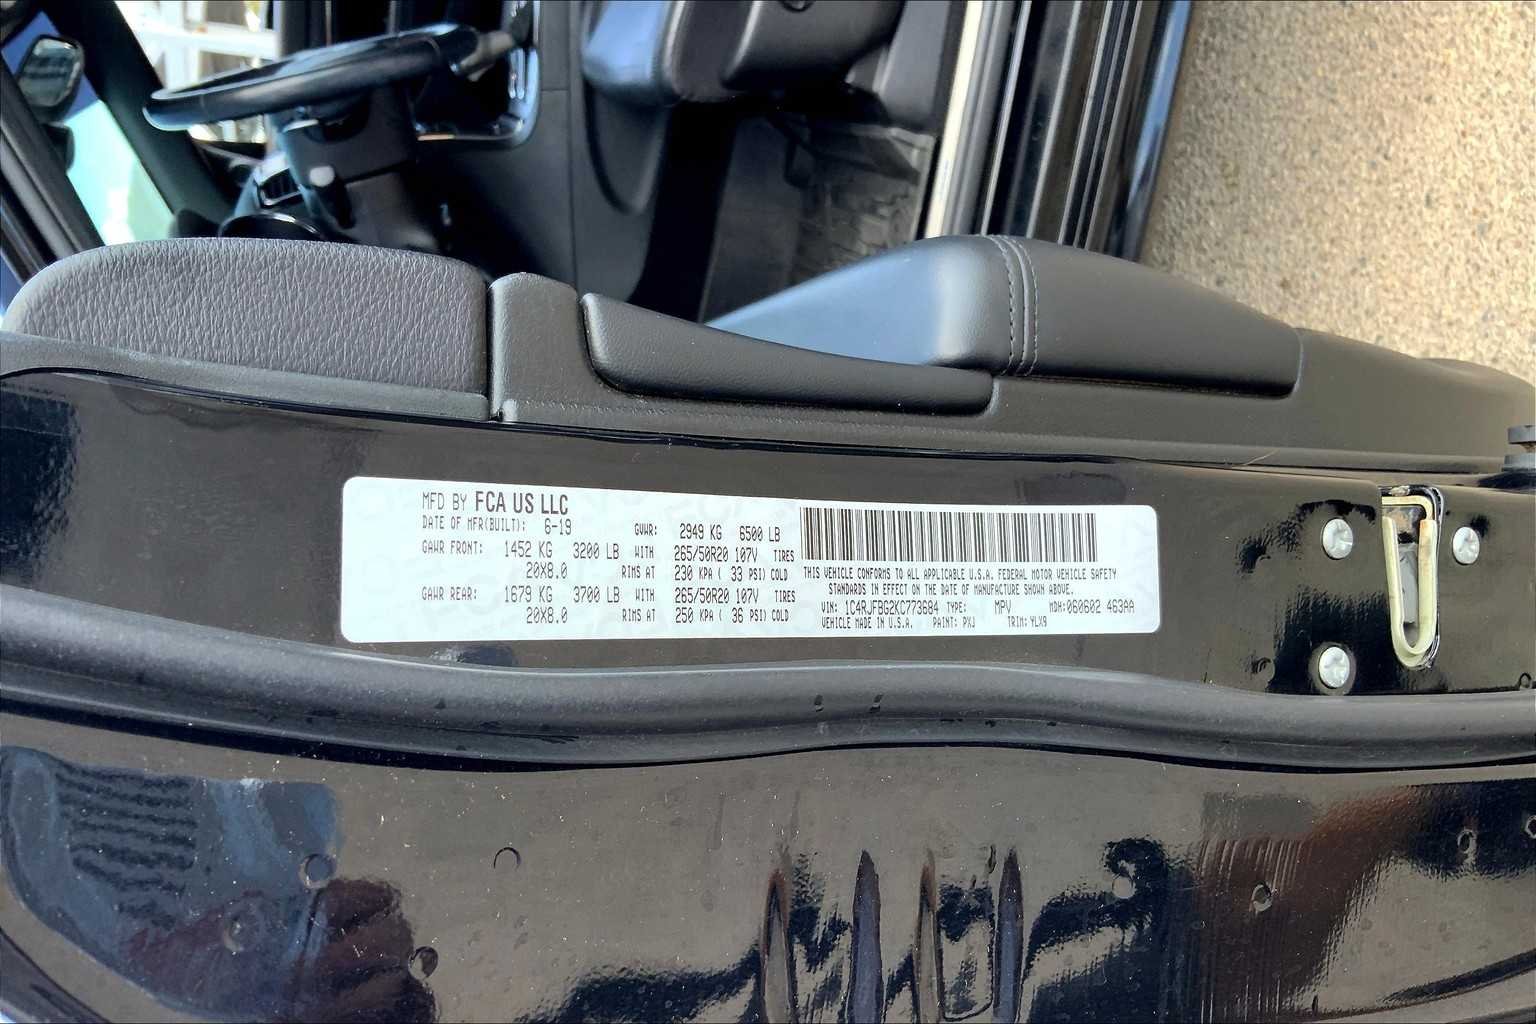 MFD BY FCA US LLC
DATE OF MFR(BUILT): 6-19 GVWR: 2949 KG 6500 LB
GAWR FRONT: 1452 KG 3200 LB WITH 265/50R20 107V TIRES
20X8.0 RIMS AT 230 KPA ( 33 PSI) COLD
GAWR REAR: 1679 KG 3700 LB WITH 265/50R20 107V TIRES
20X8.0 RIMS AT 250 KPA ( 36 PSI) COLD
THIS VEHICLE CONFORMS TO ALL APPLICABLE U.S.A. FEDERAL MOTOR VEHICLE SAFETY
STANDARDS IN EFFECT ON THE DATE OF MANUFACTURE SHOWN ABOVE.
VIN: 1C4RJFBG2KC773684 TYPE: MPV MDH:060602 463AA
VEHICLE MADE IN U.S.A. PAINT: PXJ TRIM: YLX9